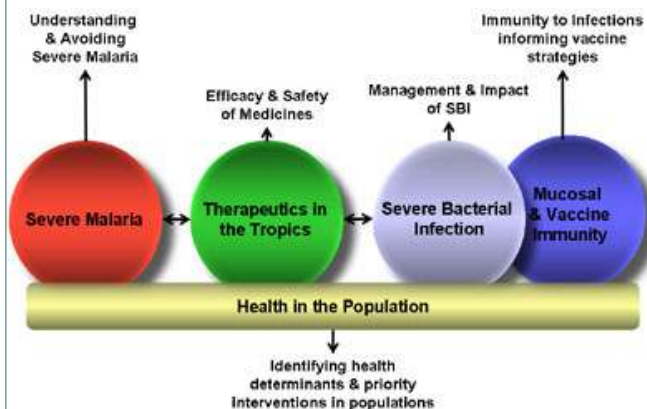 Understanding
& Avoiding
Severe Malaria
Efficacy & Safety
of Medicines
Management & Impact
of SBI
Immunity to Infections
informing vaccine
strategies
Severe Malaria
Therapeutics in
the Tropics
Severe Bacterial
Infection
Mucosal
& Vaccine
Immunity
Health in the Population
Identifying health
determinants & priority
interventions in populations